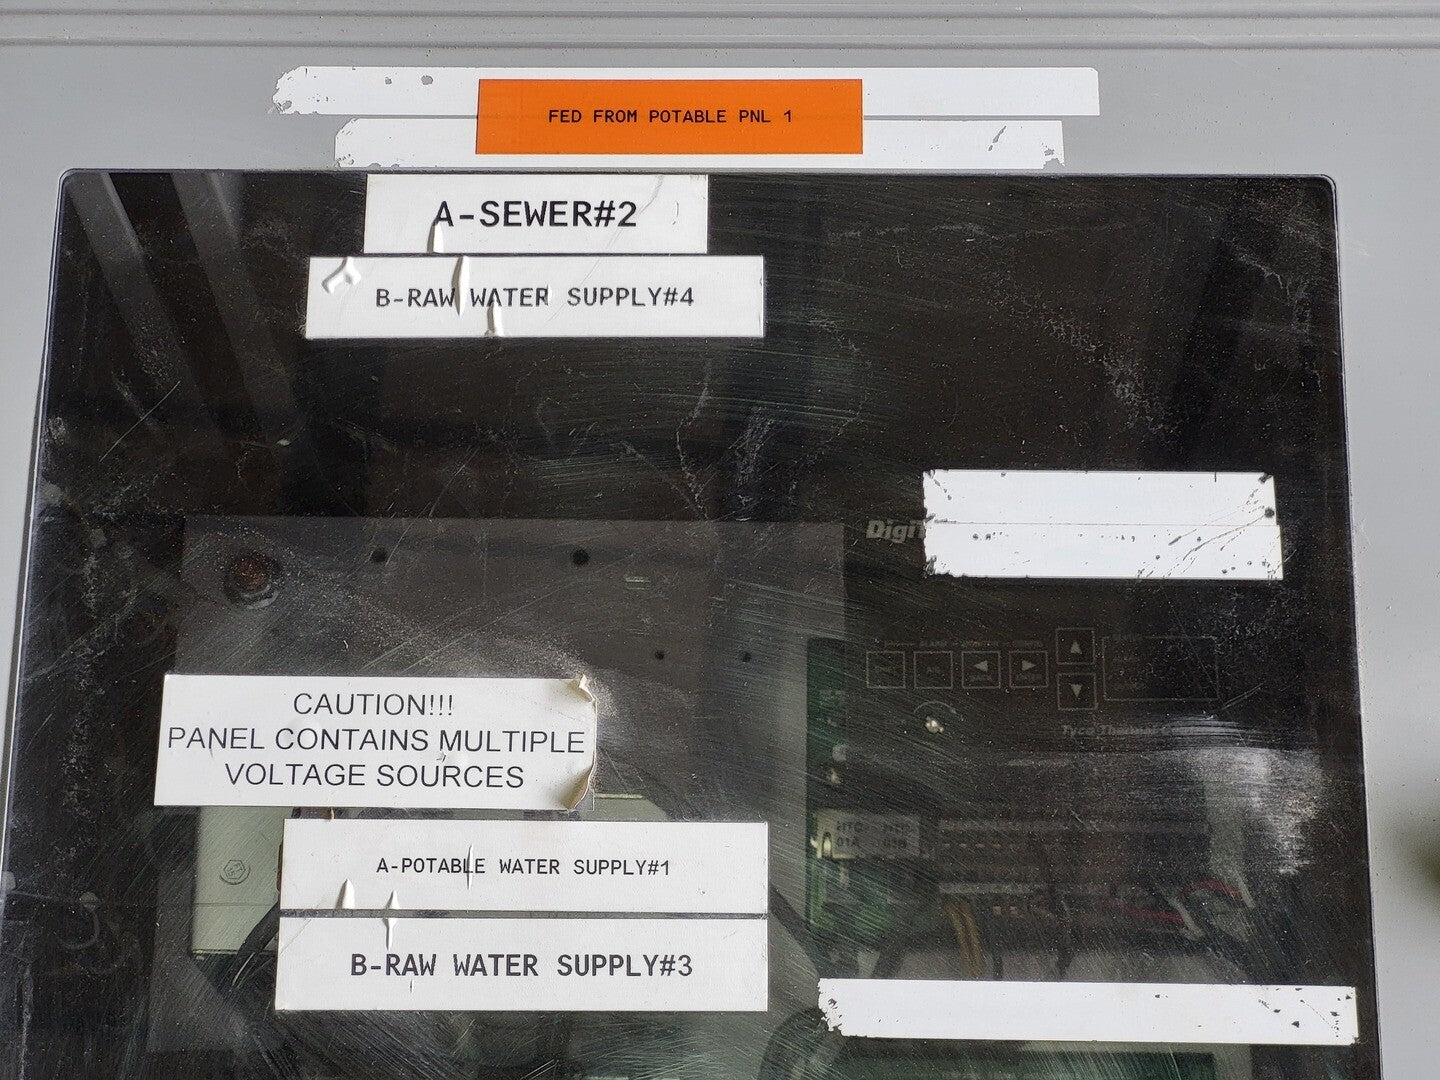 FED FROM POTABLE PNL 1
A-SEWER#2
B-RAW WATER SUPPLY#4
CAUTION!!!
PANEL CONTAINS MULTIPLE
VOLTAGE SOURCES
A-POTABLE WATER SUPPLY#1
B-RAW WATER SUPPLY#3